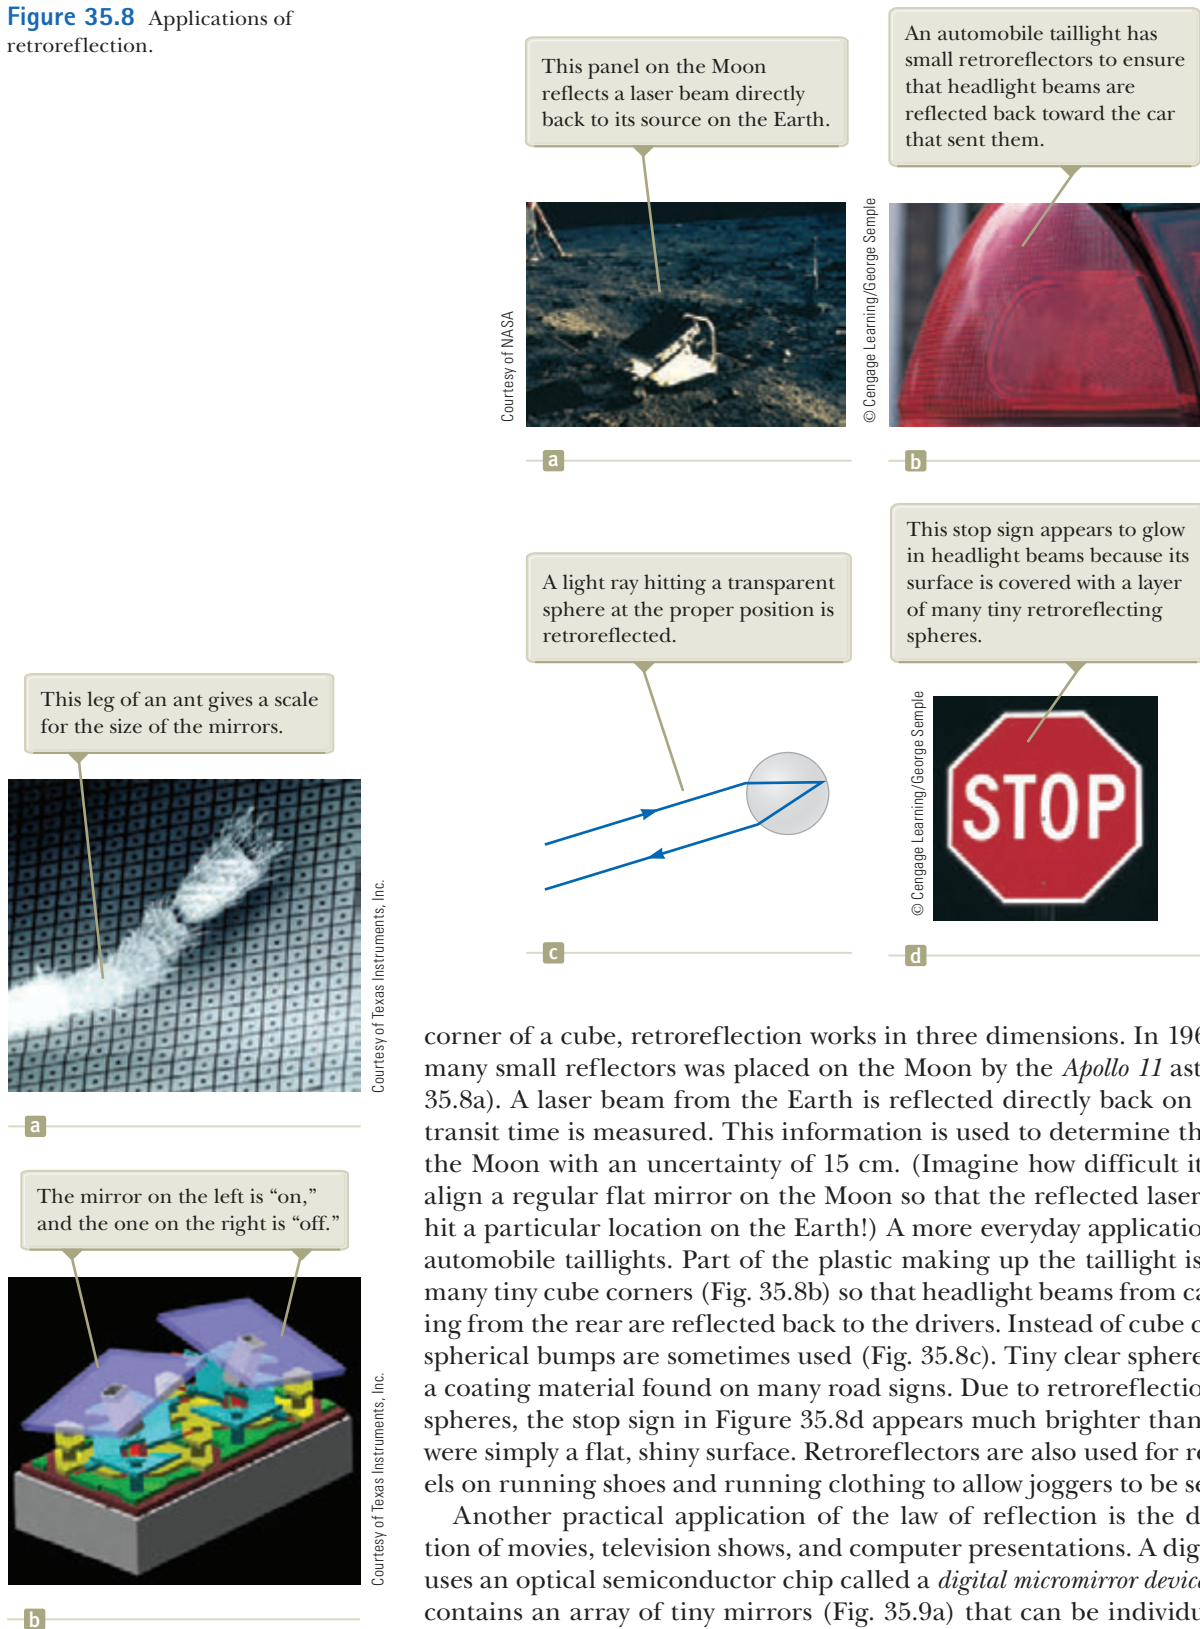 Figure 35.8 Applications of
retroreflection.
This panel on the Moon
reflects a laser beam directly
back to its source on the Earth.
Courtesy of NASA
a
An automobile taillight has
small retroreflectors to ensure
that headlight beams are
reflected back toward the car
that sent them.
© Cengage Learning/George Semple
b
A light ray hitting a transparent
sphere at the proper position is
retroreflected.
c
This stop sign appears to glow
in headlight beams because its
surface is covered with a layer
of many tiny retroreflecting
spheres.
© Cengage Learning/George Semple
STOP
d
This leg of an ant gives a scale
for the size of the mirrors.
Courtesy of Texas Instruments, Inc.
a
The mirror on the left is “on,”
and the one on the right is “off.”
Courtesy of Texas Instruments, Inc.
b
corner of a cube, retroreflection works in three dimensions. In 196
many small reflectors was placed on the Moon by the Apollo 11 ast
35.8a). A laser beam from the Earth is reflected directly back on
transit time is measured. This information is used to determine th
the Moon with an uncertainty of 15 cm. (Imagine how difficult it
align a regular flat mirror on the Moon so that the reflected laser
hit a particular location on the Earth!) A more everyday application
automobile taillights. Part of the plastic making up the taillight is
many tiny cube corners (Fig. 35.8b) so that headlight beams from ca
ing from the rear are reflected back to the drivers. Instead of cube c
spherical bumps are sometimes used (Fig. 35.8c). Tiny clear sphere
a coating material found on many road signs. Due to retroreflectio
spheres, the stop sign in Figure 35.8d appears much brighter than
were simply a flat, shiny surface. Retroreflectors are also used for re
els on running shoes and running clothing to allow joggers to be se
Another practical application of the law of reflection is the d
tion of movies, television shows, and computer presentations. A dig
uses an optical semiconductor chip called a digital micromirror device
contains an array of tiny mirrors (Fig. 35.9a) that can be individu